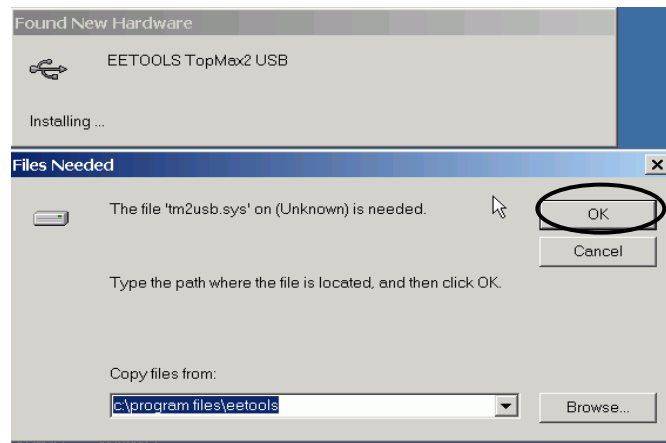 Found New Hardware
EETOOLS TopMax2 USB
Installing ...
Files Needed
The file 'tm2usb.sys' on (Unknown) is needed.
OK
Cancel
Type the path where the file is located, and then click OK.
Copy files from:
c:\program files\eetools
Browse...